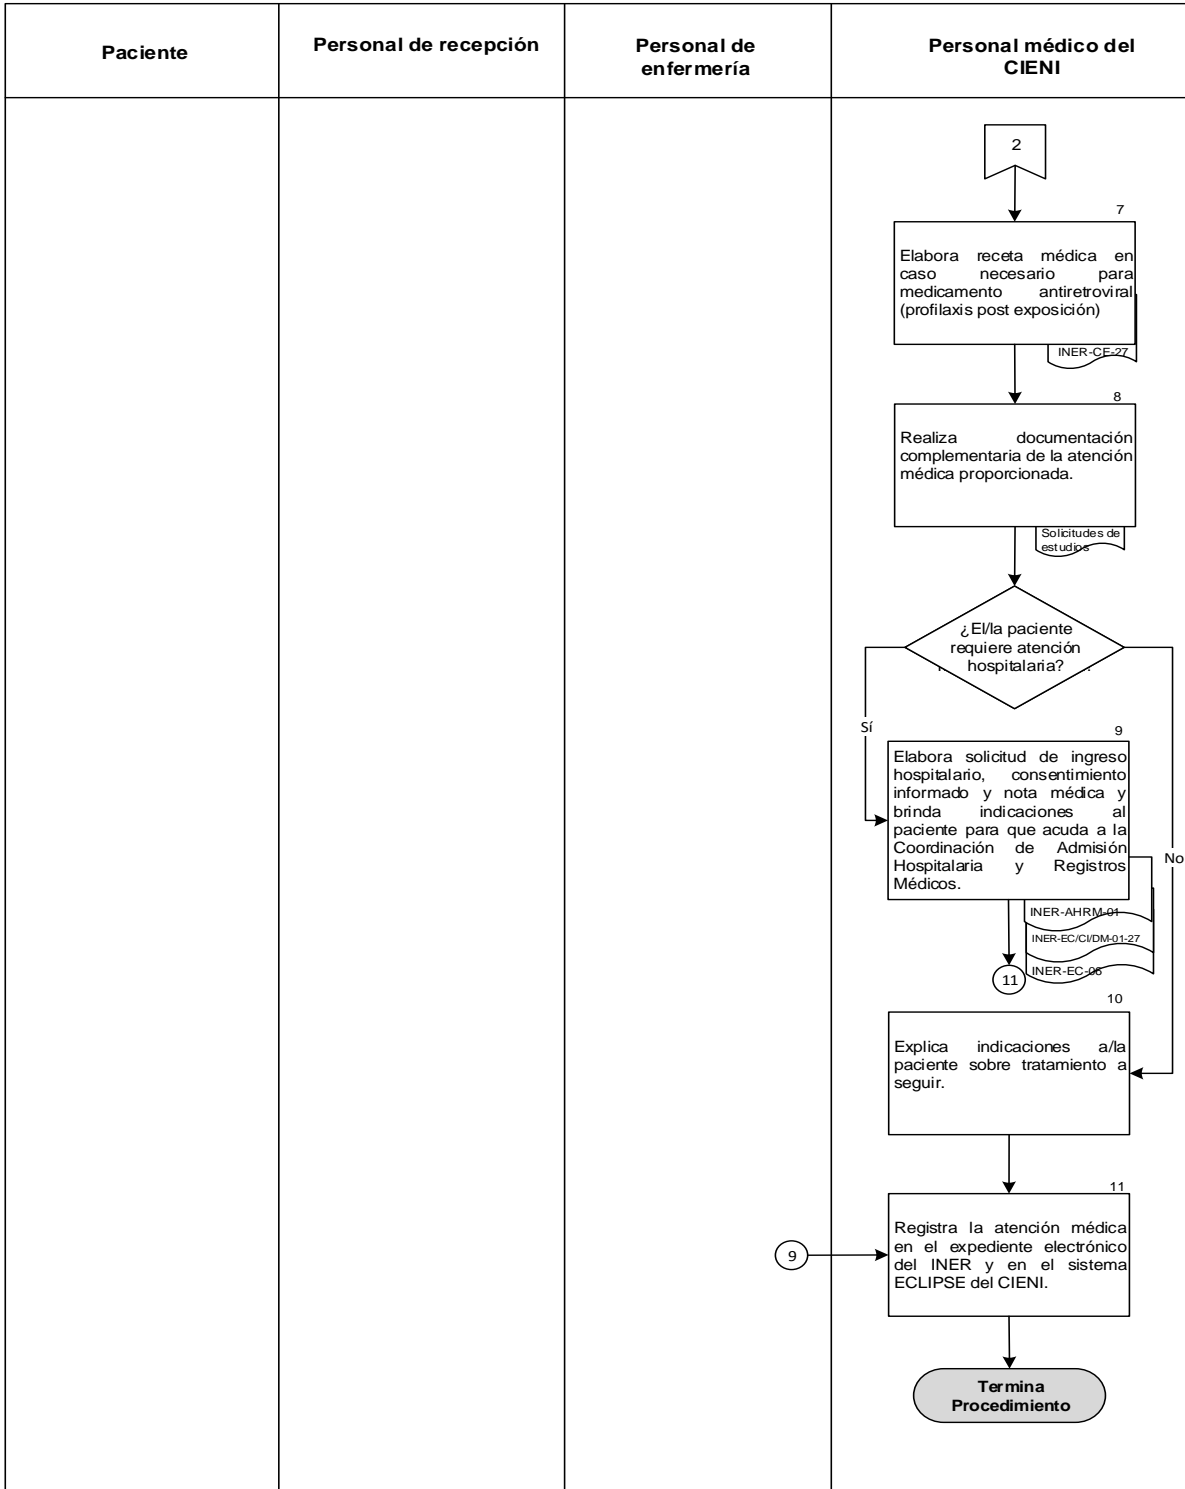 Paciente
Personal de recepción
Personal de
enfermería
Personal médico del
CIENI
2
7
Elabora receta médica en
caso necesario para
medicamento antiretroviral
(profilaxis post exposición)
INER-CE-27
8
Realiza documentación
complementaria de la atención
médica proporcionada.
Solicitudes de
estudios
¿El/la paciente
requiere atención
hospitalaria?
Sí
No
9
Elabora solicitud de ingreso
hospitalario, consentimiento
informado y nota médica y
brinda indicaciones al
paciente para que acuda a la
Coordinación de Admisión
Hospitalaria y Registros
Médicos.
INER-AHRM-01
INER-EC/CI/DM-01-27
INER-EC-06
11
10
Explica indicaciones a/la
paciente sobre tratamiento a
seguir.
11
Registra la atención médica
en el expediente electrónico
del INER y en el sistema
ECLIPSE del CIENI.
9
Termina
Procedimiento